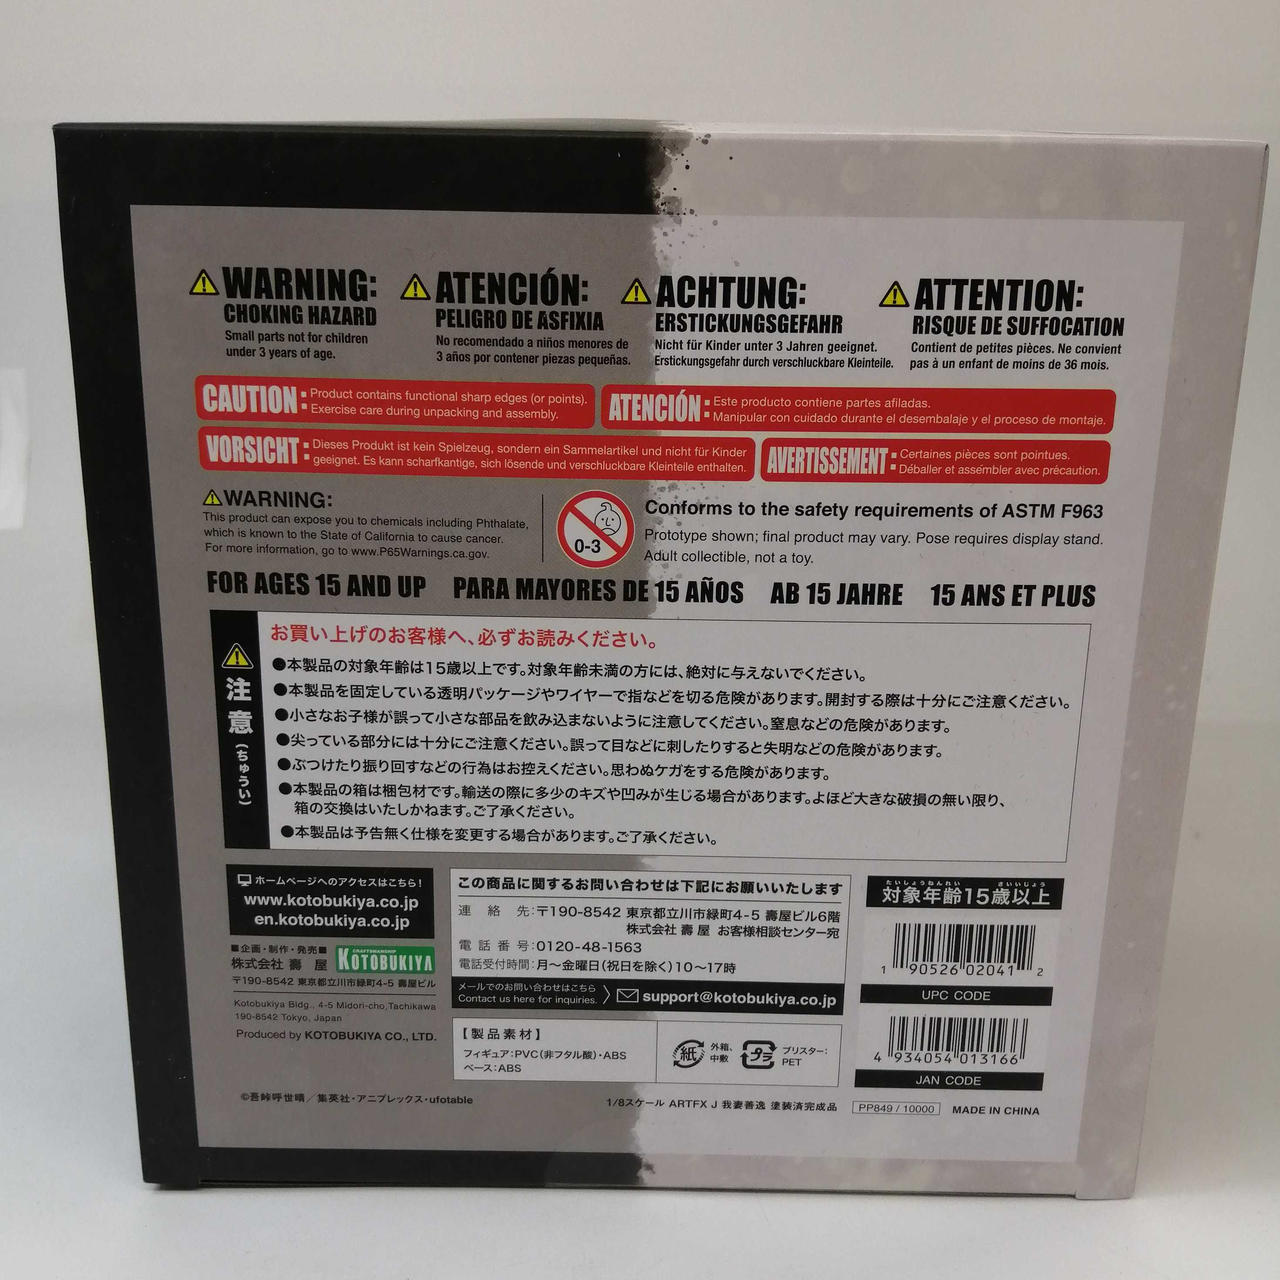 WARNING:
CHOKING HAZARD
Small parts not for children
under 3 years of age.
ATENCIÓN:
PELIGRO DE ASFIXIA
No recomendado a niños menores de
3 años por contener piezas pequeñas.
ACHTUNG:
ERSTICKUNGSGEFAHR
Nicht für Kinder unter 3 Jahren geeignet.
Erstickungsgefahr durch verschluckbare Kleinteile.
ATTENTION:
RISQUE DE SUFFOCATION
Contient de petites pièces. Ne convient
pas à un enfant de moins de 36 mois.
CAUTION: Product contains functional sharp edges (or points).
Exercise care during unpacking and assembly.
ATENCIÓN: Este producto contiene partes afiladas.
Manipular con cuidado durante el desembalaje y el proceso de montaje.
VORSICHT: Dieses Produkt ist kein Spielzeug, sondern ein Sammelartikel und nicht für Kinder
geeignet. Es kann scharfkantige, sich lösende und verschluckbare Kleinteile enthalten.
AVERTISSEMENT: Certaines pièces sont pointues.
Déballer et assembler avec précaution.
WARNING:
This product can expose you to chemicals including Phthalate,
which is known to the State of California to cause cancer.
For more information, go to www.P65Warnings.ca.gov.
0-3
Conforms to the safety requirements of ASTM F963
Prototype shown; final product may vary. Pose requires display stand.
Adult collectible, not a toy.
FOR AGES 15 AND UP PARA MAYORES DE 15 AÑOS AB 15 JAHRE 15 ANS ET PLUS
注意(ちゅうい)
お買い上げのお客様へ、必ずお読みください。
●本製品の対象年齢は15歳以上です。対象年齢未満の方には、絶対に与えないでください。
●本製品を固定している透明パッケージやワイヤーで指などを切る危険があります。開封する際は十分にご注意ください。
●小さなお子様が誤って小さな部品を飲み込まないように注意してください。窒息などの危険があります。
●尖っている部分には十分にご注意ください。誤って目などに刺したりすると失明などの危険があります。
●ぶつけたり振り回すなどの行為はお控えください。思わぬケガをする危険があります。
●本製品の箱は梱包材です。輸送の際に多少のキズや凹みが生じる場合があります。よほど大きな破損の無い限り、
箱の交換はいたしかねます。ご了承ください。
●本製品は予告無く仕様を変更する場合があります。ご了承ください。
ホームページへのアクセスはこちら!
www.kotobukiya.co.jp
en.kotobukiya.co.jp
■企画・制作・発売■
株式会社 壽 屋
CRAFTSMANSHIP
KOTOBUKIYA
〒190-8542 東京都立川市緑町4-5 壽屋ビル
Kotobukiya Bldg., 4-5 Midori-cho,Tachikawa
190-8542 Tokyo, Japan
Produced by KOTOBUKIYA CO., LTD.
この商品に関するお問い合わせは下記にお願いいたします
連 絡 先:〒190-8542 東京都立川市緑町4-5 壽屋ビル6階
株式会社 壽 屋 お客様相談センター宛
電 話 番 号:0120-48-1563
電話受付時間:月〜金曜日(祝日を除く)10〜17時
メールでのお問い合わせはこちら
Contact us here for inquiries.
support@kotobukiya.co.jp
【製品素材】
フィギュア:PVC(非フタル酸)・ABS
ベース:ABS
紙
外箱、
中敷
プラ
ブリスター:
PET
たいしょうねんれい さいいじょう
対象年齢15歳以上
1 90526 02041 2
UPC CODE
4 934054 013166
JAN CODE
©吾峠呼世晴/集英社・アニプレックス・ufotable
1/8スケール ARTFX J 我妻善逸 塗装済完成品
PP849 / 10000
MADE IN CHINA